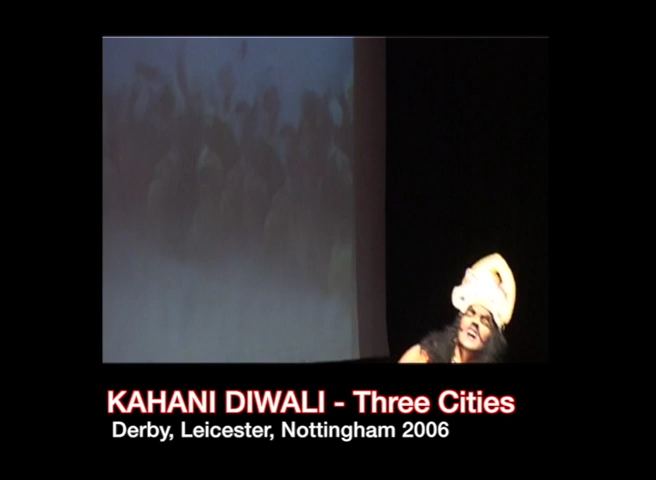 KAHANI DIWALI - Three Cities
Derby, Leicester, Nottingham 2006